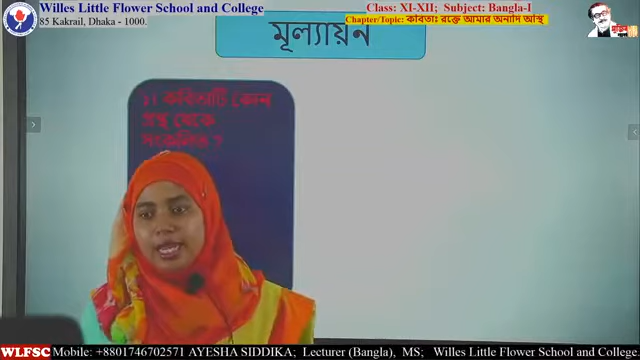 Willes Little Flower School and College
85 Kakrail, Dhaka - 1000.
Class: XI-XII; Subject: Bangla-I
Chapter/Topic: কবিতাঃ রক্তে আমার অনাদি অস্থি
মূল্যায়ন
১। কবিতাটি কোন
গ্রন্থ থেকে
সংকলিত ?
WLFSC Mobile: +8801746702571 AYESHA SIDDIKA; Lecturer (Bangla), MS; Willes Little Flower School and College